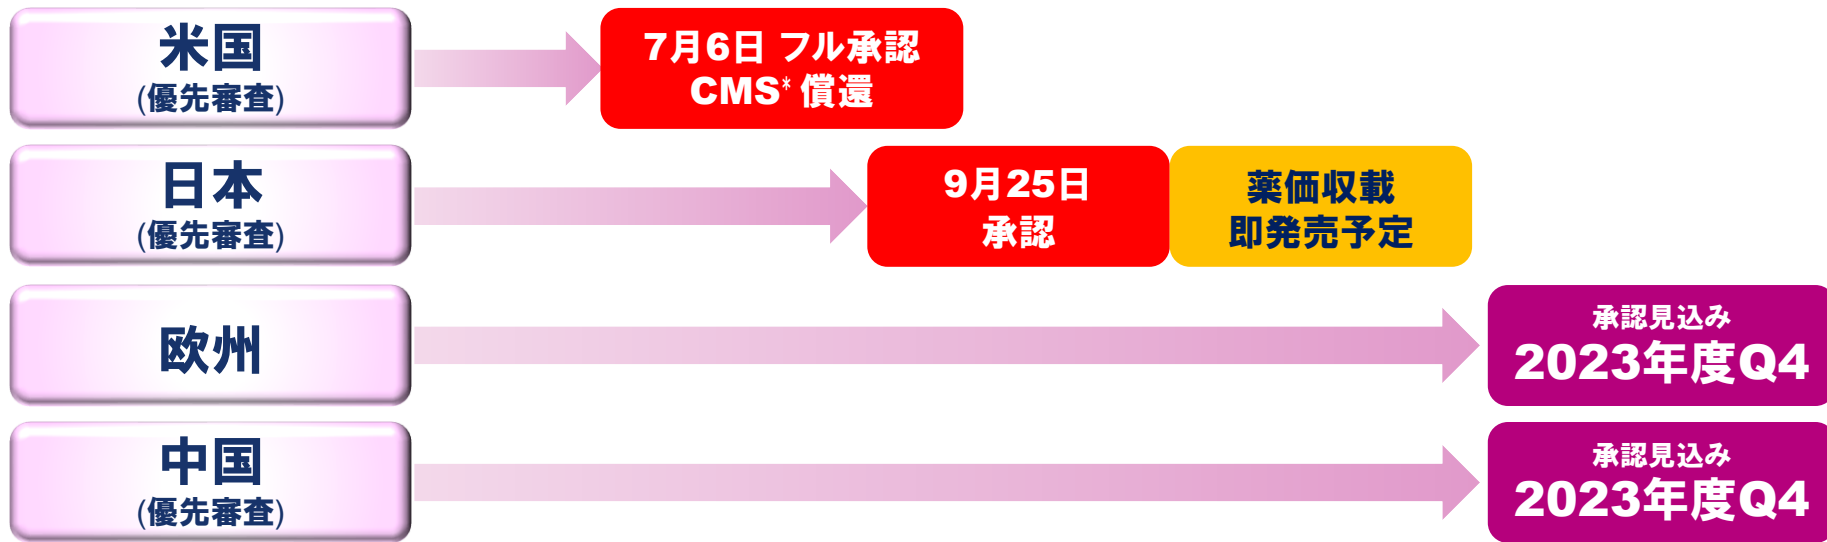 米国
(優先審査)
7月6日 フル承認
CMS* 償還
日本
(優先審査)
9月25日
承認
薬価収載
即発売予定
欧州
承認見込み
2023年度Q4
中国
(優先審査)
承認見込み
2023年度Q4